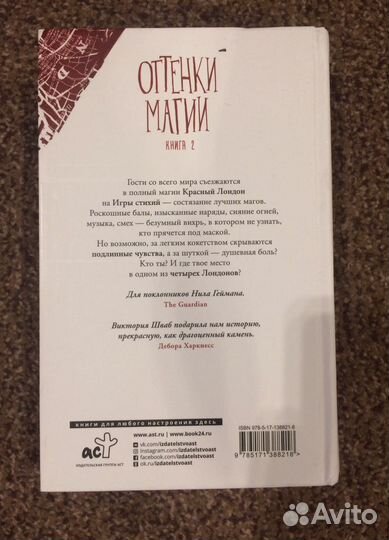 ОТТЕНКИ
МАГИИ
КНИГА 2
Гости со всего мира съезжаются
в полный магии Красный Лондон
на Игры стихий — состязание лучших магов.
Роскошные балы, изысканные наряды, сияние огней,
музыка, смех — безумный вихрь, в котором не узнать,
кто прячется под маской.
Но возможно, за легким кокетством скрываются
подлинные чувства, а за шуткой — душевная боль?
Кто ты? И где твое место
в одном из четырех Лондонов?
Для поклонников Нила Геймана.
The Guardian
Виктория Шваб подарила нам историю,
прекрасную, как драгоценный камень.
Дебора Харкнесс
книги для любого настроения здесь
аст
ИЗДАТЕЛЬСКАЯ ГРУППА АСТ
www.ast.ru | www.book24.ru
vk.com/izdatelstvoast
instagram.com/izdatelstvoast
facebook.com/izdatelstvoast
ok.ru/izdatelstvoast
ISBN 978-5-17-138821-8
9 785171 388218 >
Avito